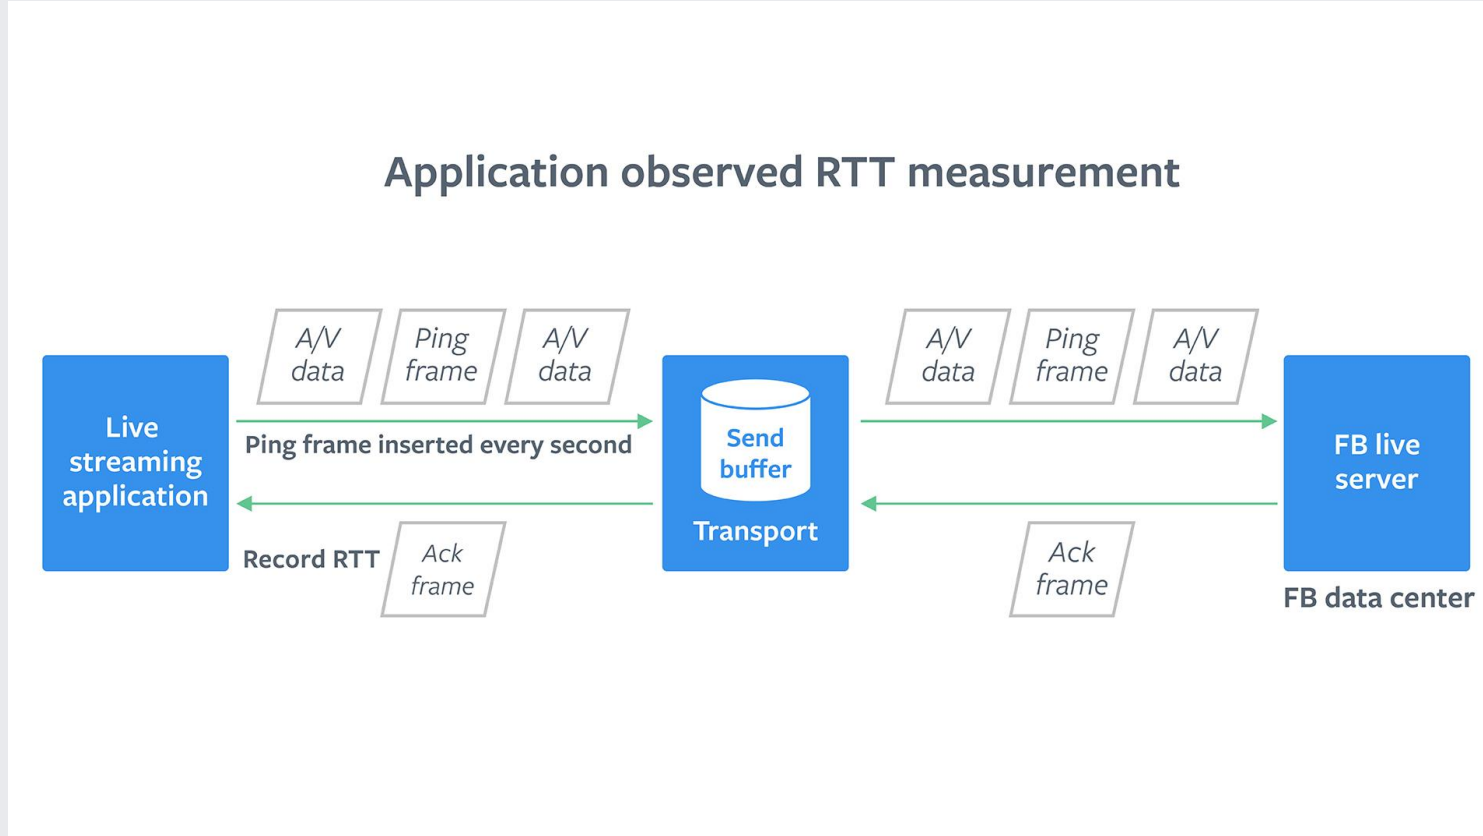 Application observed RTT measurement
A/V
data
Ping
frame
A/V
data
A/V
data
Ping
frame
A/V
data
Live
streaming
application
Ping frame inserted every second
Send
buffer
Transport
FB live
server
Record RTT
Ack
frame
Ack
frame
FB data center